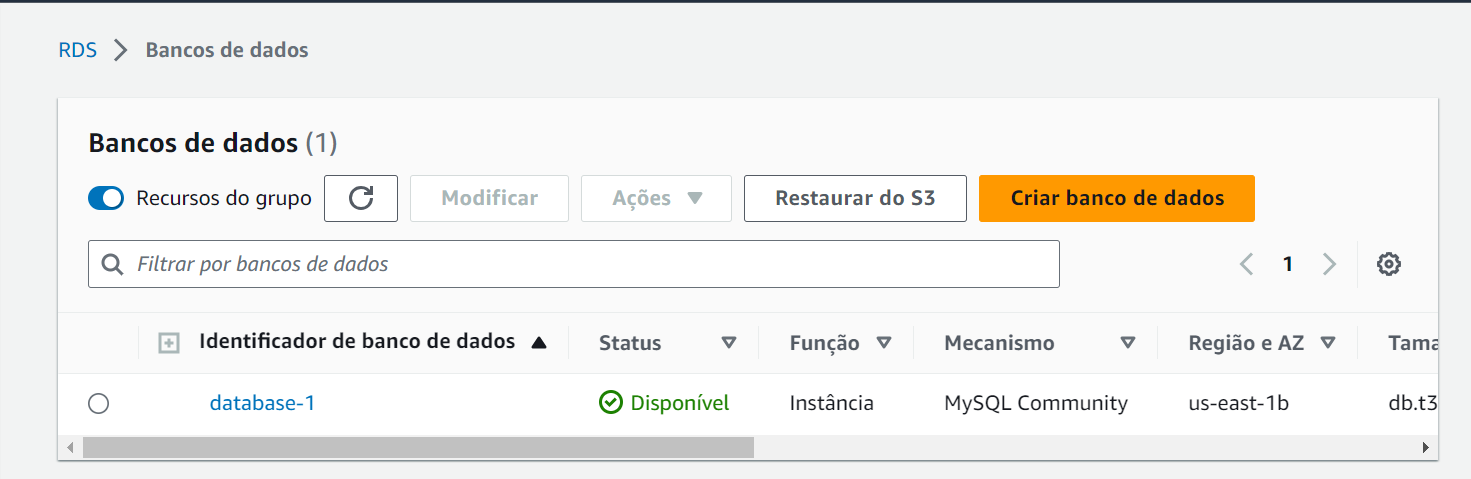 RDS > Bancos de dados
Bancos de dados (1)
Recursos do grupo Modificar Ações Restaurar do S3 Criar banco de dados
Filtrar por bancos de dados 1
Identificador de banco de dados Status Função Mecanismo Região e AZ Tama
database-1 Disponível Instância MySQL Community us-east-1b db.t3